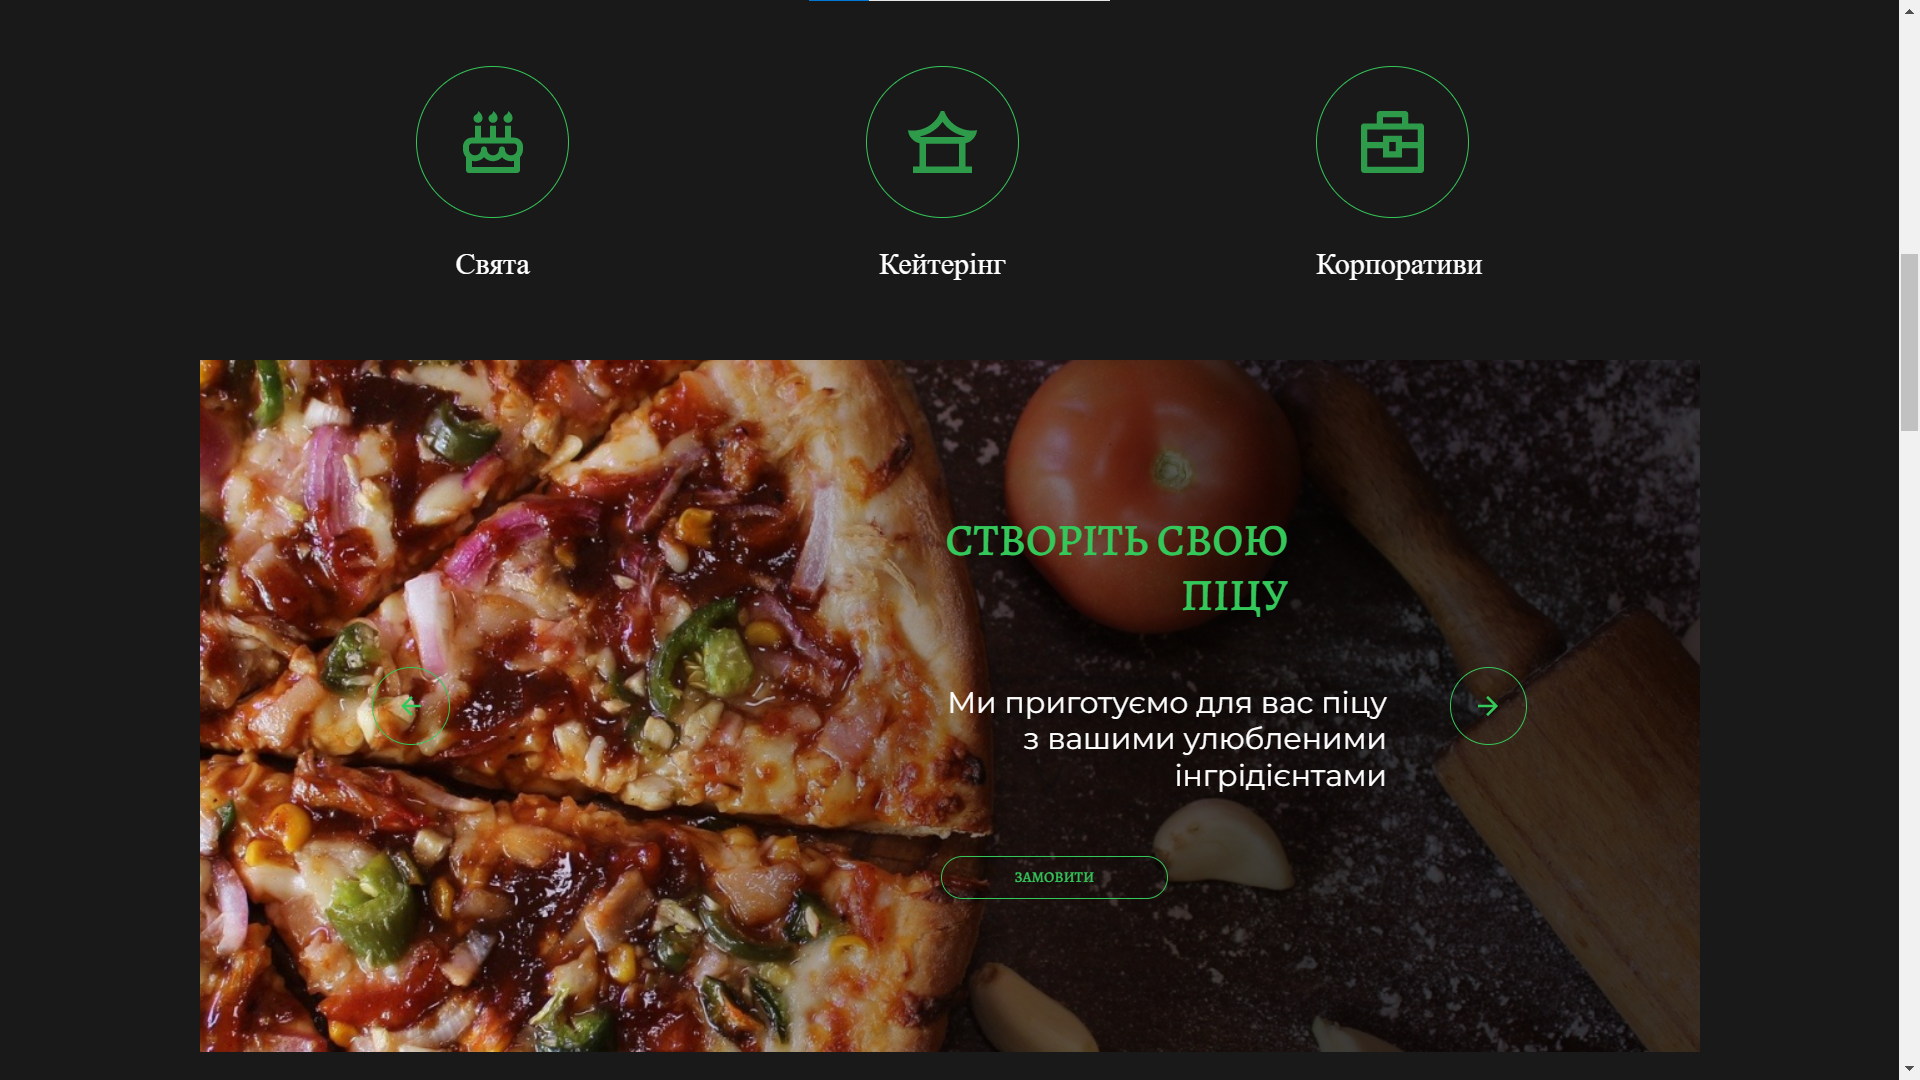 Свята
Кейтерінг
Корпоративи
СТВОРІТЬ СВОЮ
ПІЦУ
Ми приготуємо для вас піцу
з вашими улюбленими
інгрідієнтами
ЗАМОВИТИ